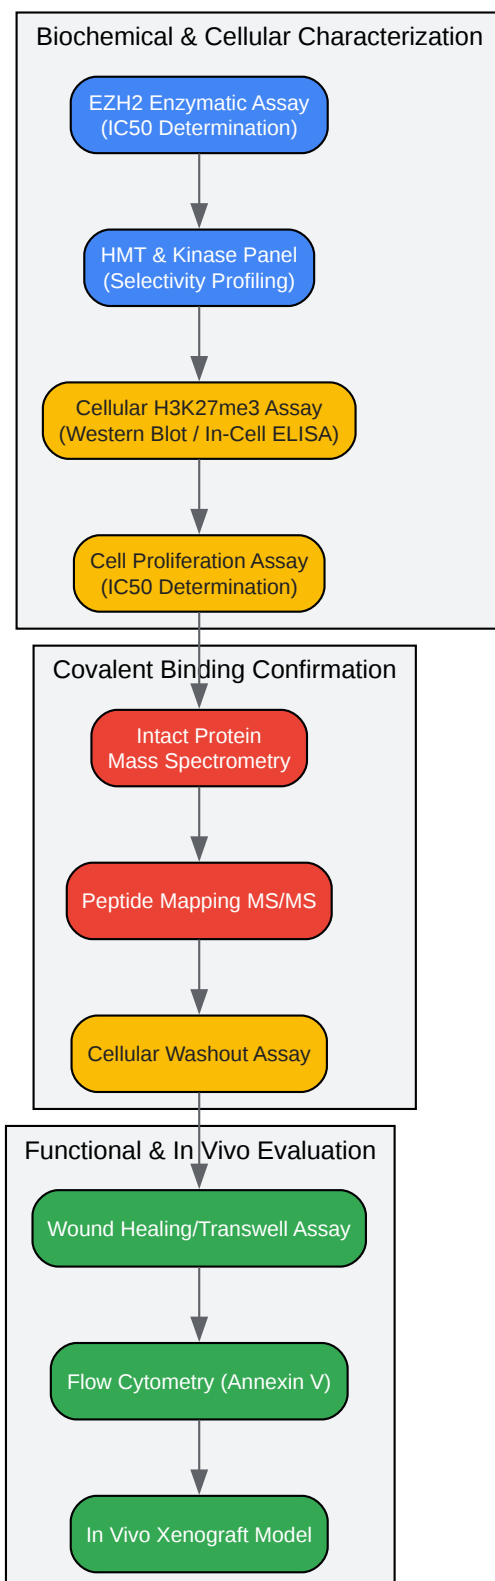 Biochemical & Cellular Characterization
EZH2 Enzymatic Assay
(IC50 Determination)
HMT & Kinase Panel
(Selectivity Profiling)
Cellular H3K27me3 Assay
(Western Blot / In-Cell ELISA)
Cell Proliferation Assay
(IC50 Determination)
Covalent Binding Confirmation
Intact Protein
Mass Spectrometry
Peptide Mapping MS/MS
Cellular Washout Assay
Functional & In Vivo Evaluation
Wound Healing/Transwell Assay
Flow Cytometry (Annexin V)
In Vivo Xenograft Model